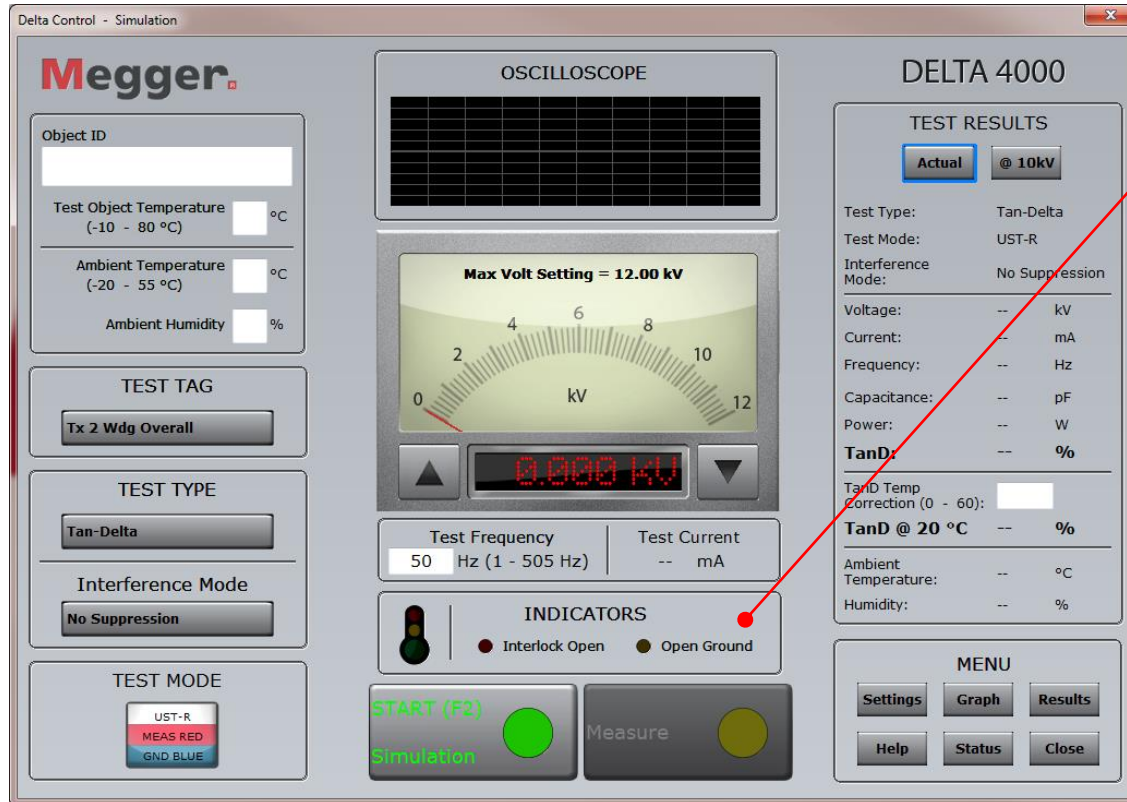 Delta Control - Simulation
Megger.
Object ID
Test Object Temperature
(-10 - 80 ºC)
ºC
Ambient Temperature
(-20 - 55 ºC)
ºC
Ambient Humidity
%
TEST TAG
Tx 2 Wdg Overall
TEST TYPE
Tan-Delta
Interference Mode
No Suppression
TEST MODE
UST-R
MEAS RED
GND BLUE
OSCILLOSCOPE
Max Volt Setting = 12.00 kV
0 2 4 6 8 10 12
kV
0.000 kV
Test Frequency
50 Hz (1 - 505 Hz)
Test Current
-- mA
INDICATORS
Interlock Open Open Ground
START (F2)
Simulation
Measure
DELTA 4000
TEST RESULTS
Actual @ 10kV
Test Type: Tan-Delta
Test Mode: UST-R
Interference
Mode: No Suppression
Voltage: -- kV
Current: -- mA
Frequency: -- Hz
Capacitance: -- pF
Power: -- W
TanD: -- %
TanD Temp
Correction (0 - 60):
TanD @ 20 ºC -- %
Ambient
Temperature: -- ºC
Humidity: -- %
MENU
Settings Graph Results
Help Status Close